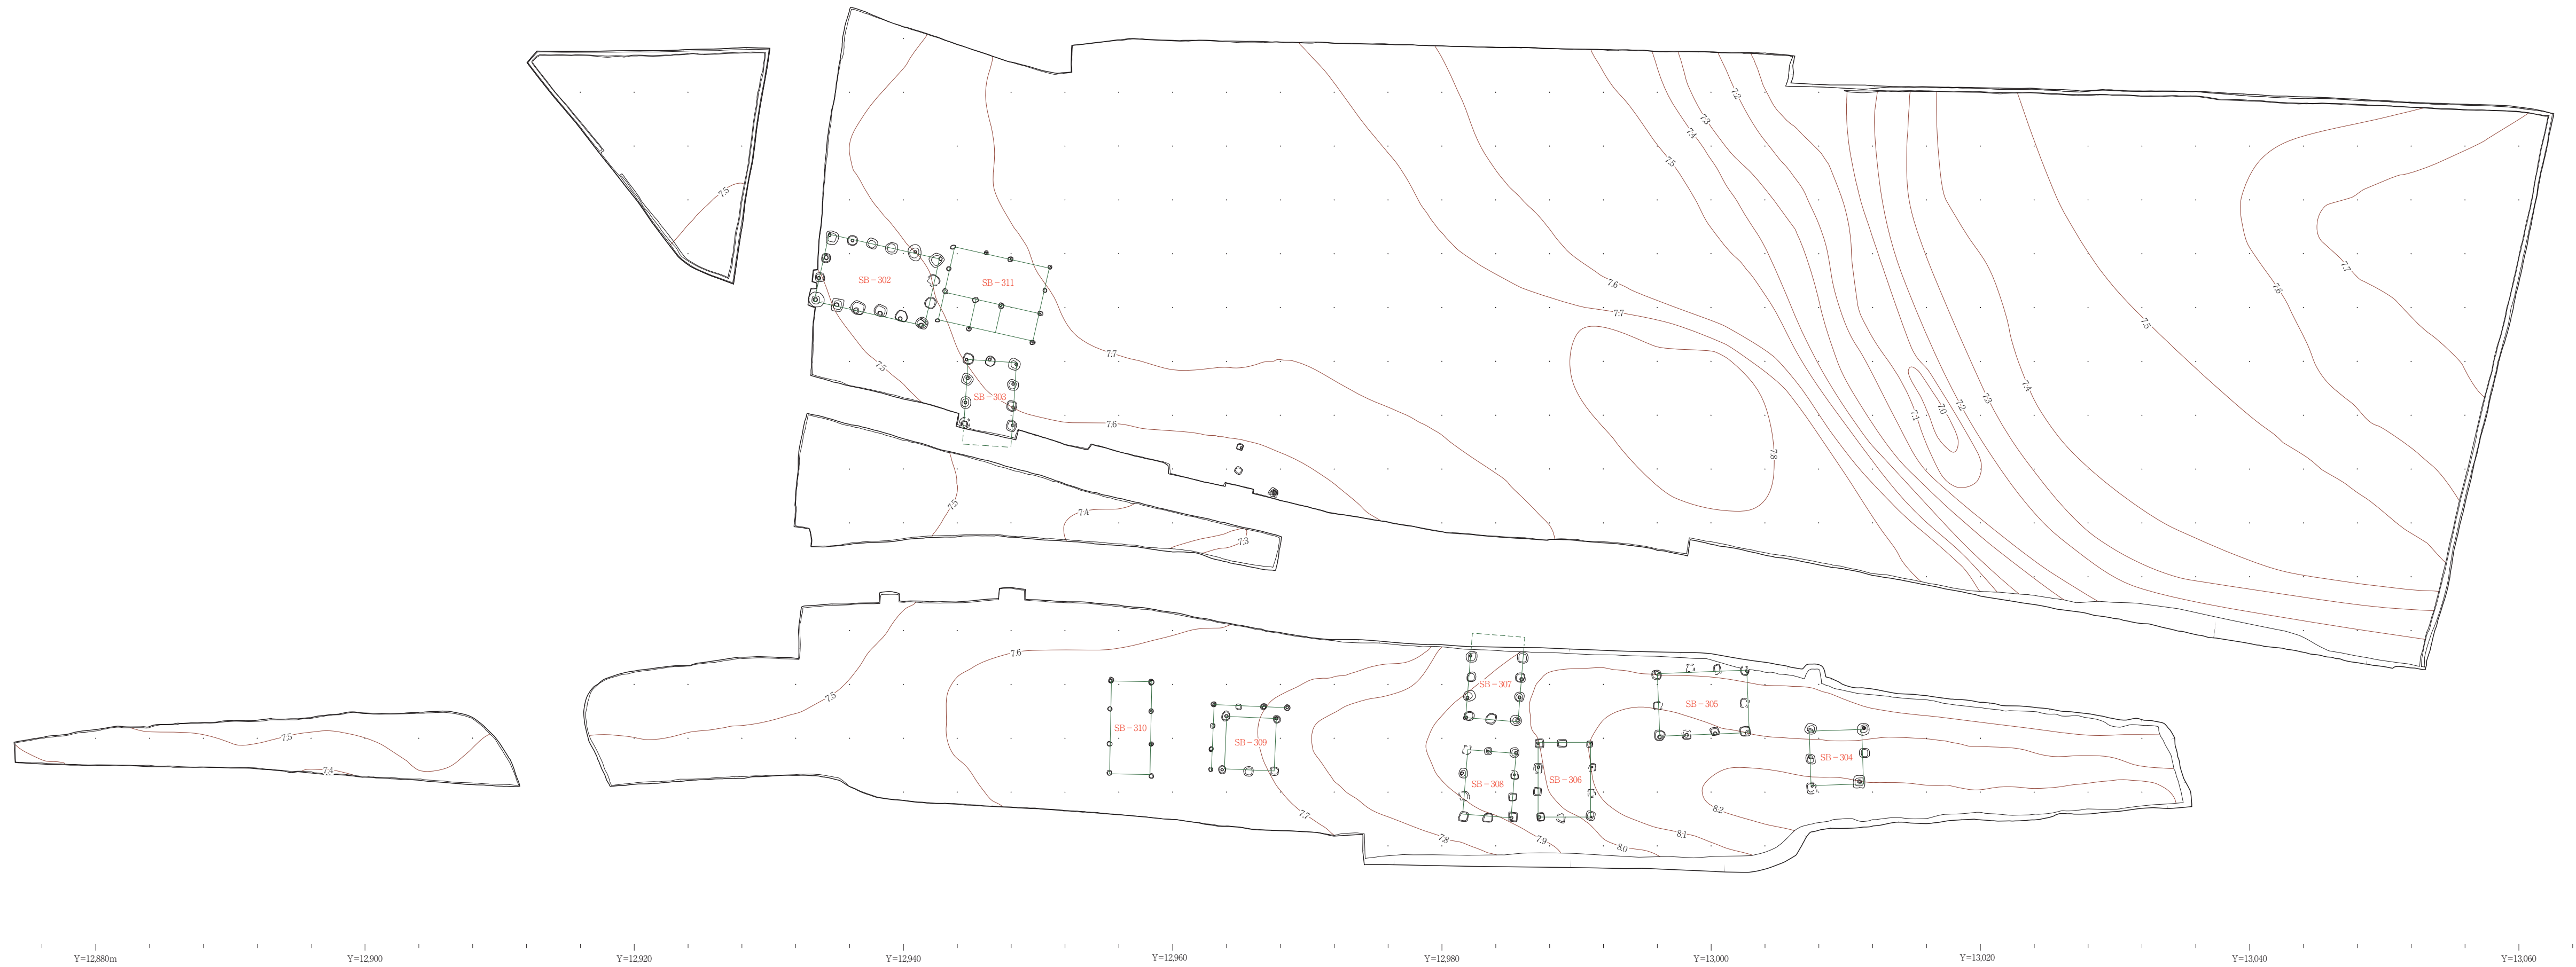 7.2
7.3
7.4
7.5
7.5
7.7
7.6
SB－302
SB－311
7.6
7.7
7.5
7.7
7.5
7.4
SB－303
7.3
7.2
7.1
7.0
7.6
7.8
7.5
7.4
7.3
7.6
SB－307
7.5
SB－305
SB－310
7.5
SB－309
SB－304
7.4
SB－308
SB－306
8.2
7.7
7.8
7.9
8.0
8.1
Y=12,880m
Y=12,900
Y=12,920
Y=12,940
Y=12,960
Y=12,980
Y=13,000
Y=13,020
Y=13,040
Y=13,060